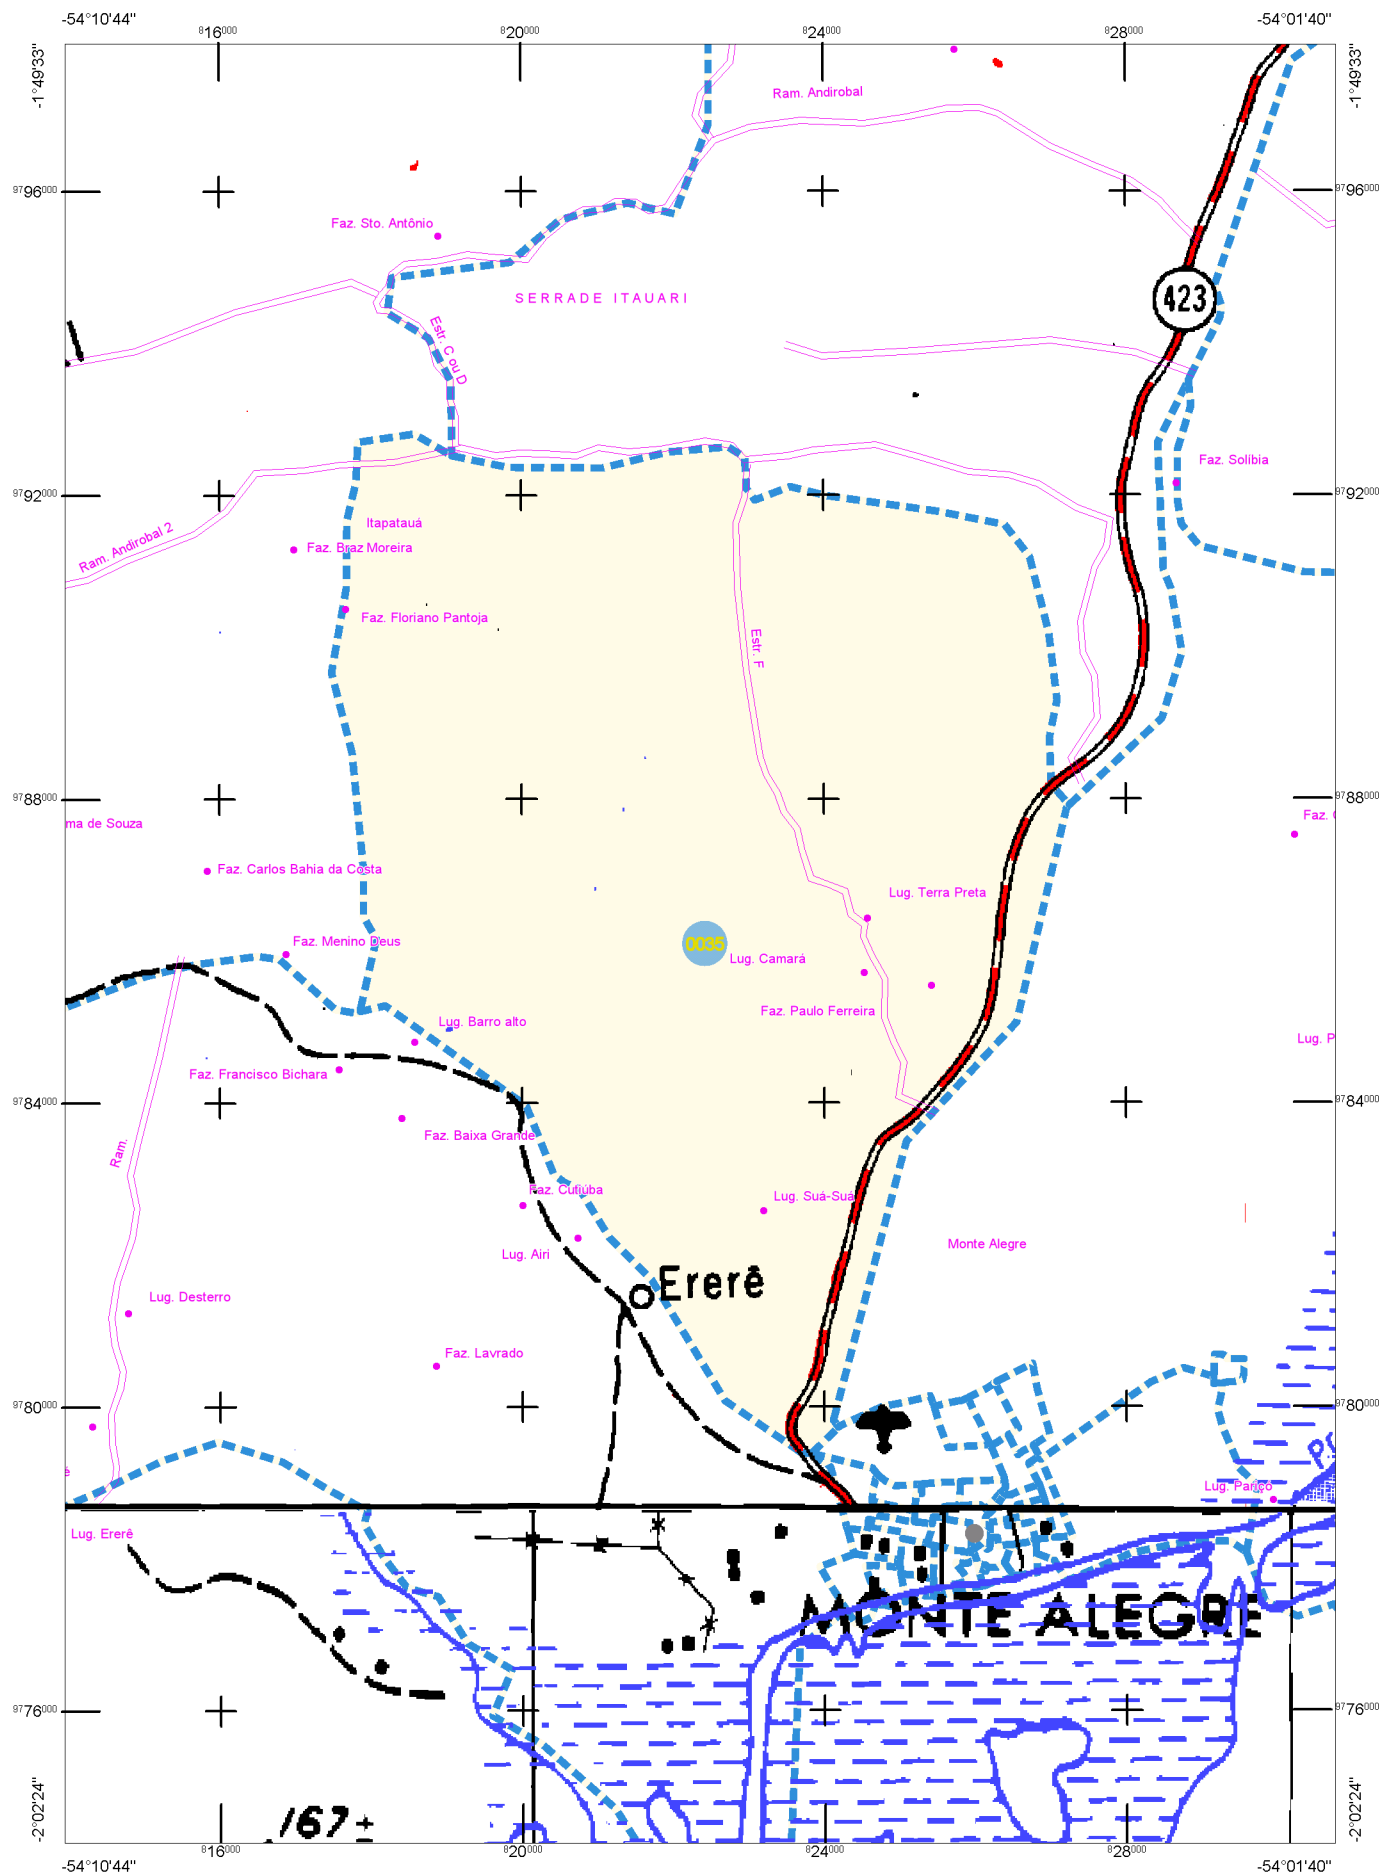 -54°10'44"
-54°01'40"
816000
820000
824000
828000
-1°49'33"
-1°49'33"
Ram. Andirobal
9796000
9796000
Faz. Sto. Antônio
SERRADE ITAUARI
423
Estr. C ou D
Faz. Solibia
9792000
9792000
Itapatauá
Ram. Andirobal 2
Faz. Braz Moreira
Faz. Floriano Pantoja
Estr. F
9788000
9788000
ma de Souza
Faz.
Faz. Carlos Bahia da Costa
Lug. Terra Preta
Faz. Menino Deus
0035
Lug. Camará
Faz. Paulo Ferreira
Lug. Barro alto
Lug. P
Faz. Francisco Bichara
9784000
9784000
Faz. Baixa Grande
Ram.
Faz. Cutiúba
Lug. Suá-Suá
Lug. Airi
Monte Alegre
Ererê
Lug. Desterro
Faz. Lavrado
9780000
9780000
Lug. Pariçó
Lug. Ererê
MONTE ALEGRE
9776000
9776000
167±
-2°02'24"
-2°02'24"
816000
820000
824000
828000
-54°10'44"
-54°01'40"